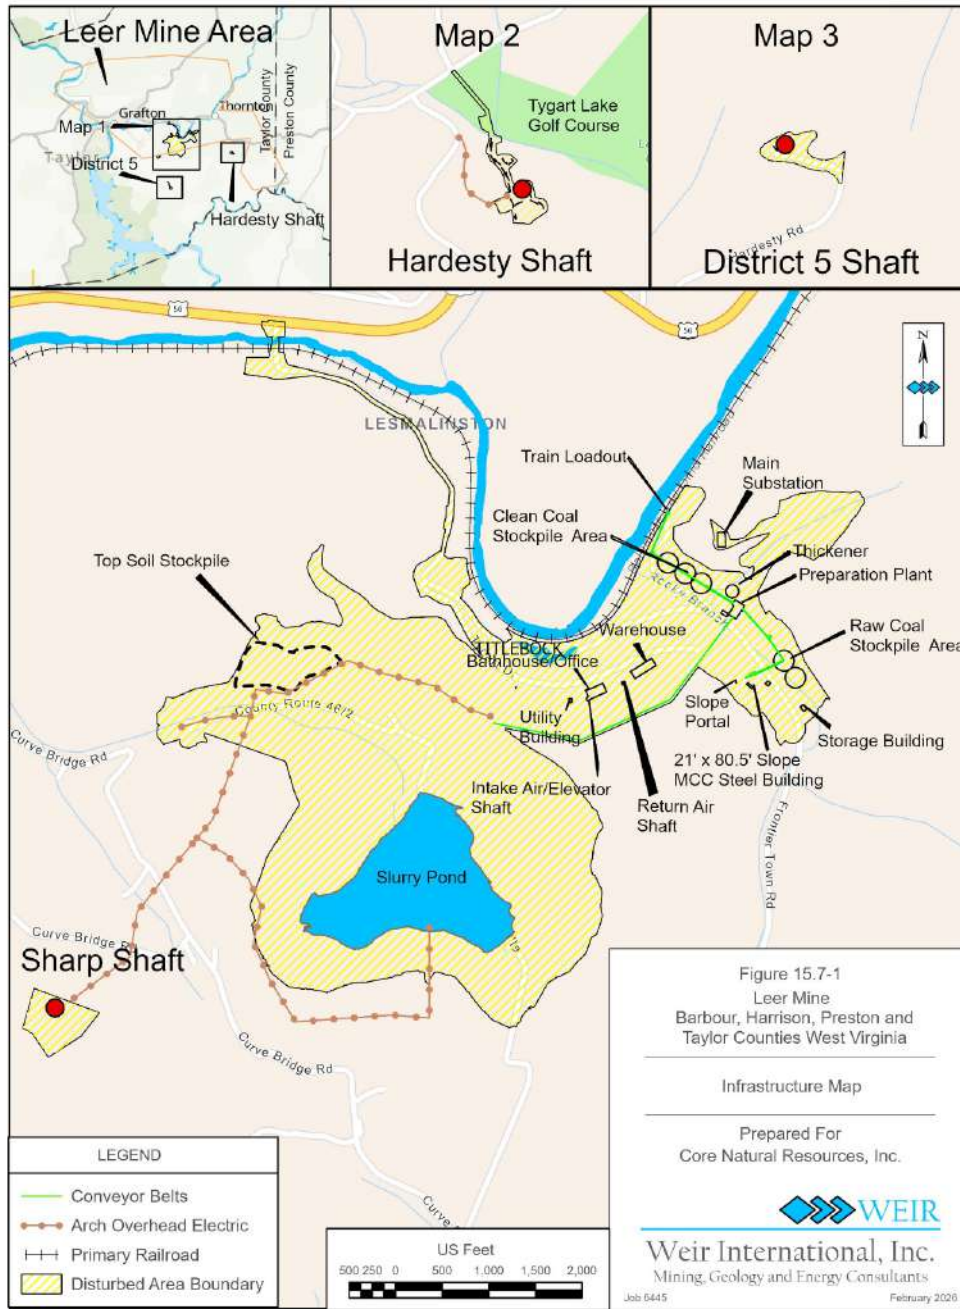 Leer Mine Area
Grafton
Thornton
Map 1
Taylor
District 5
Hardesty Shaft
Taylor County
Preston County
Map 2
Tygart Lake
Golf Course
Hardesty Shaft
Map 3
Hardesty Rd
District 5 Shaft
50
50
N
LESMALINSTON
Train Loadout
Main
Substation
Clean Coal
Stockpile Area
Thickener
Preparation Plant
Rocky Branch
Top Soil Stockpile
Warehouse
Raw Coal
Stockpile Area
Bathhouse/Office
County Route 46/2
Utility
Building
Slope
Portal
Storage Building
Curve Bridge Rd
21' x 80.5' Slope
MCC Steel Building
Intake Air/Elevator
Shaft
Return Air
Shaft
Frontier Town Rd
Slurry Pond
Curve Bridge R
Sharp Shaft
Curve Bridge Rd
Curve
Figure 15.7-1
Leer Mine
Barbour, Harrison, Preston and
Taylor Counties West Virginia
Infrastructure Map
Prepared For
Core Natural Resources, Inc.
WEIR
Weir International, Inc.
Mining, Geology and Energy Consultants
Job 6445
February 2026
LEGEND
Conveyor Belts
Arch Overhead Electric
Primary Railroad
Disturbed Area Boundary
US Feet
500 250 0 500 1,000 1,500 2,000